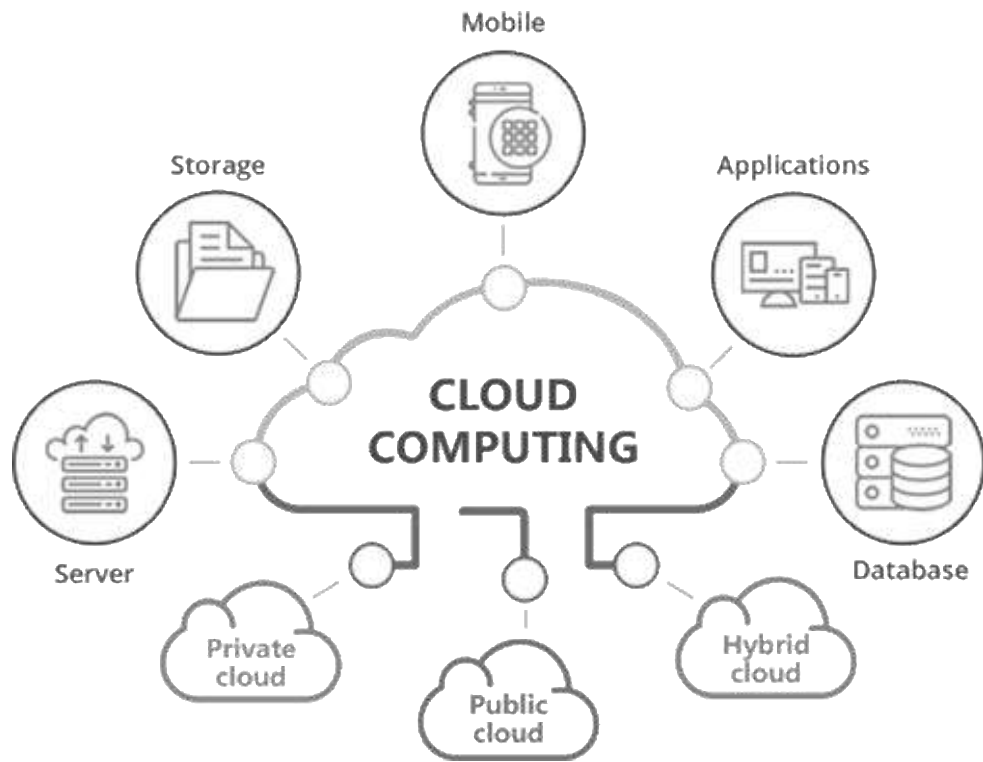 Mobile
Storage
Applications
CLOUD
COMPUTING
Server
Database
Private
cloud
Hybrid
cloud
Public
cloud